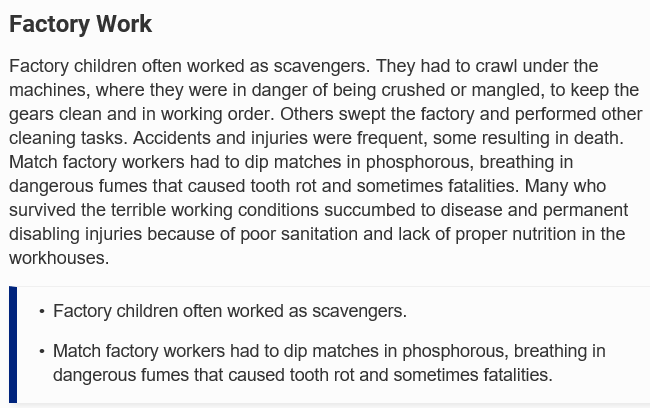 Factory Work
Factory children often worked as scavengers. They had to crawl under the
machines, where they were in danger of being crushed or mangled, to keep the
gears clean and in working order. Others swept the factory and performed other
cleaning tasks. Accidents and injuries were frequent, some resulting in death.
Match factory workers had to dip matches in phosphorous, breathing in
dangerous fumes that caused tooth rot and sometimes fatalities. Many who
survived the terrible working conditions succumbed to disease and permanent
disabling injuries because of poor sanitation and lack of proper nutrition in the
workhouses.
• Factory children often worked as scavengers.
• Match factory workers had to dip matches in phosphorous, breathing in
dangerous fumes that caused tooth rot and sometimes fatalities.